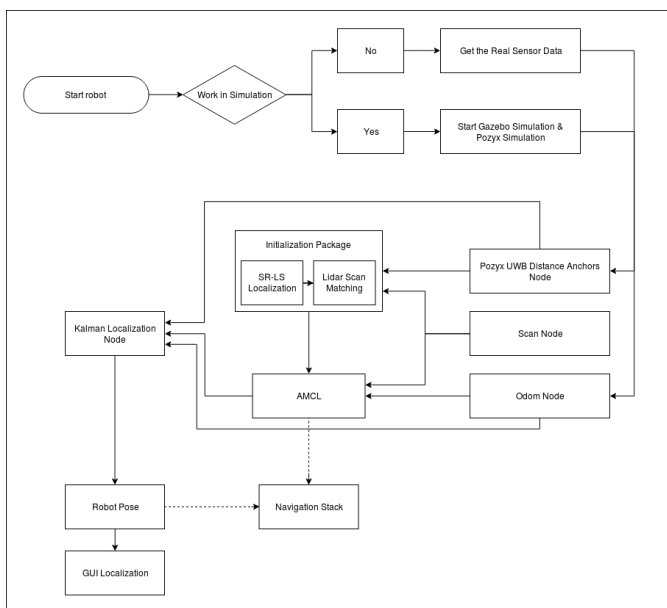 No
Get the Real Sensor Data
Start robot
Work in Simulation
Yes
Start Gazebo Simulation &
Pozyx Simulation
Initialization Package
SR-LS
Localization
Lidar Scan
Matching
Pozyx UWB Distance Anchors
Node
Kalman Localization
Node
Scan Node
AMCL
Odom Node
Robot Pose
Navigation Stack
GUI Localization